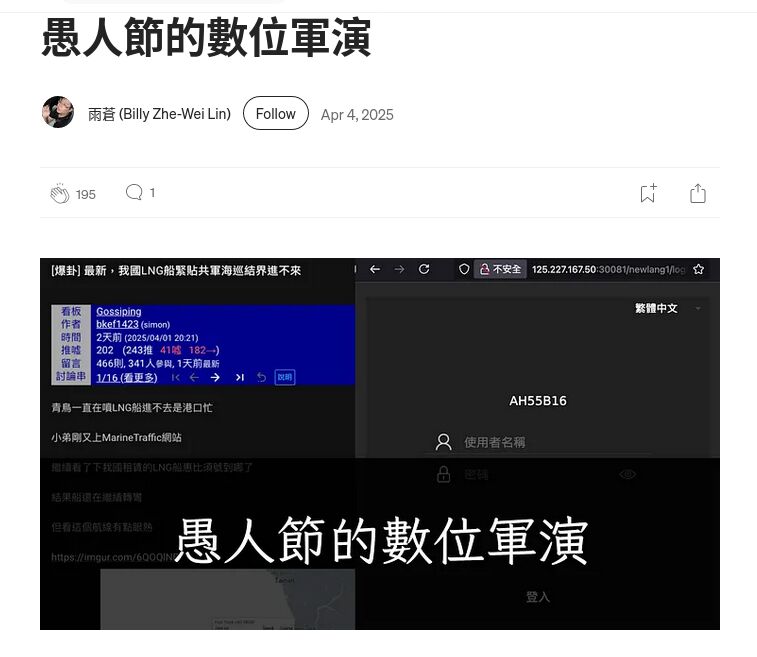 愚人節的數位軍演
雨蒼 (Billy Zhe-Wei Lin) Follow Apr 4, 2025
195 1
[爆卦] 最新,我國LNG船緊貼共軍海巡結界進不來
看板 Gossiping
作者 bkef1423 (simon)
時間 2天前 (2025/04/01 20:21)
推噓 202 (243推 41噓 182→)
留言 466則, 341人參與, 1天前最新
討論串 1/16 (看更多) 說明
青鳥一直在噴LNG船進不去是港口忙
小弟剛又上MarineTraffic網站
繼續看了下我國租賃的LNG船惠比須號到哪了
結果船還在繼續轉彎
但看這個航線有點眼熟
https://imgur.com/6Q0QIN
不安全 125.227.167.50:30081/newlang1/log
繁體中文
AH55B16
使用者名稱
密碼
愚人節的數位軍演
登入